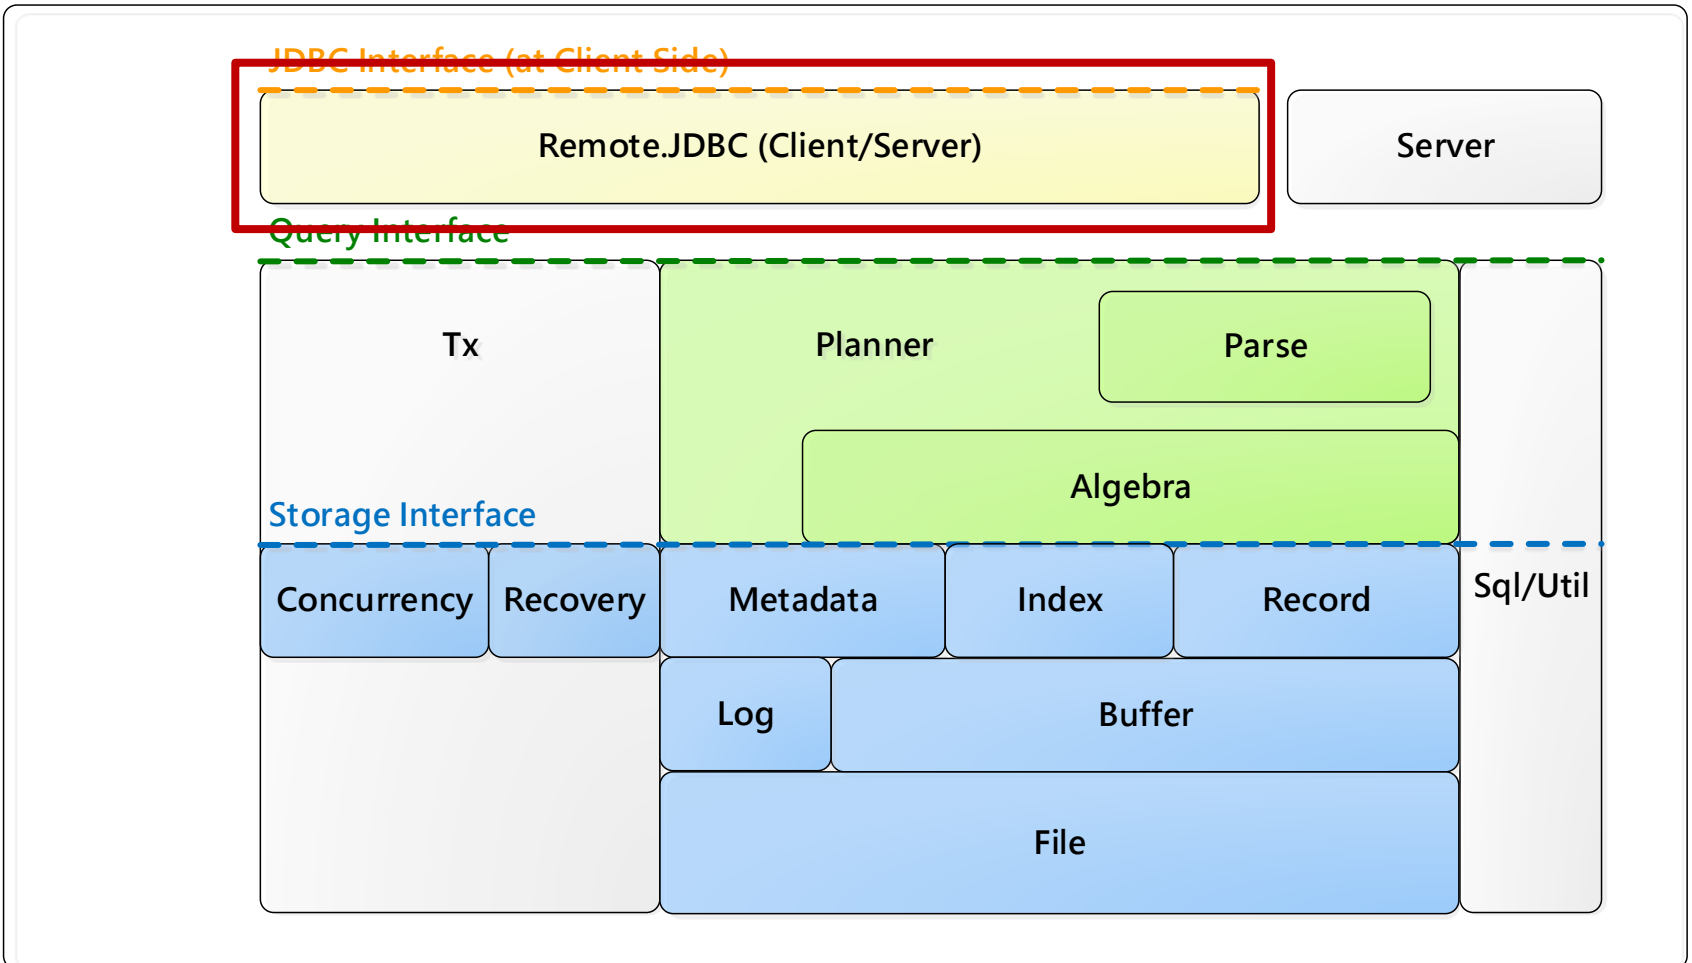 JDBC Interface (at Client Side)
Remote.JDBC (Client/Server)
Server
Query Interface
Tx
Planner
Parse
Algebra
Storage Interface
Concurrency
Recovery
Metadata
Index
Record
Sql/Util
Log
Buffer
File